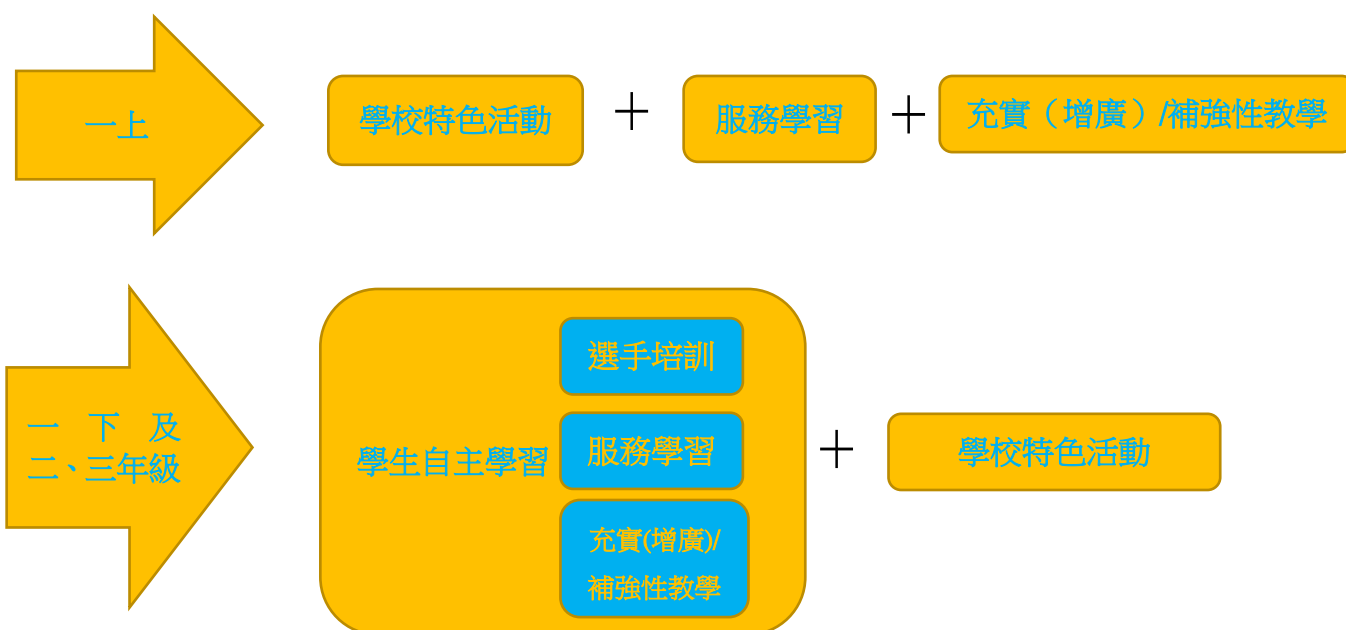 一上
學校特色活動
＋
服務學習
＋
充實（增廣）/補強性教學
一下及
二、三年級
學生自主學習
選手培訓
服務學習
充實(增廣)/
補強性教學
＋
學校特色活動